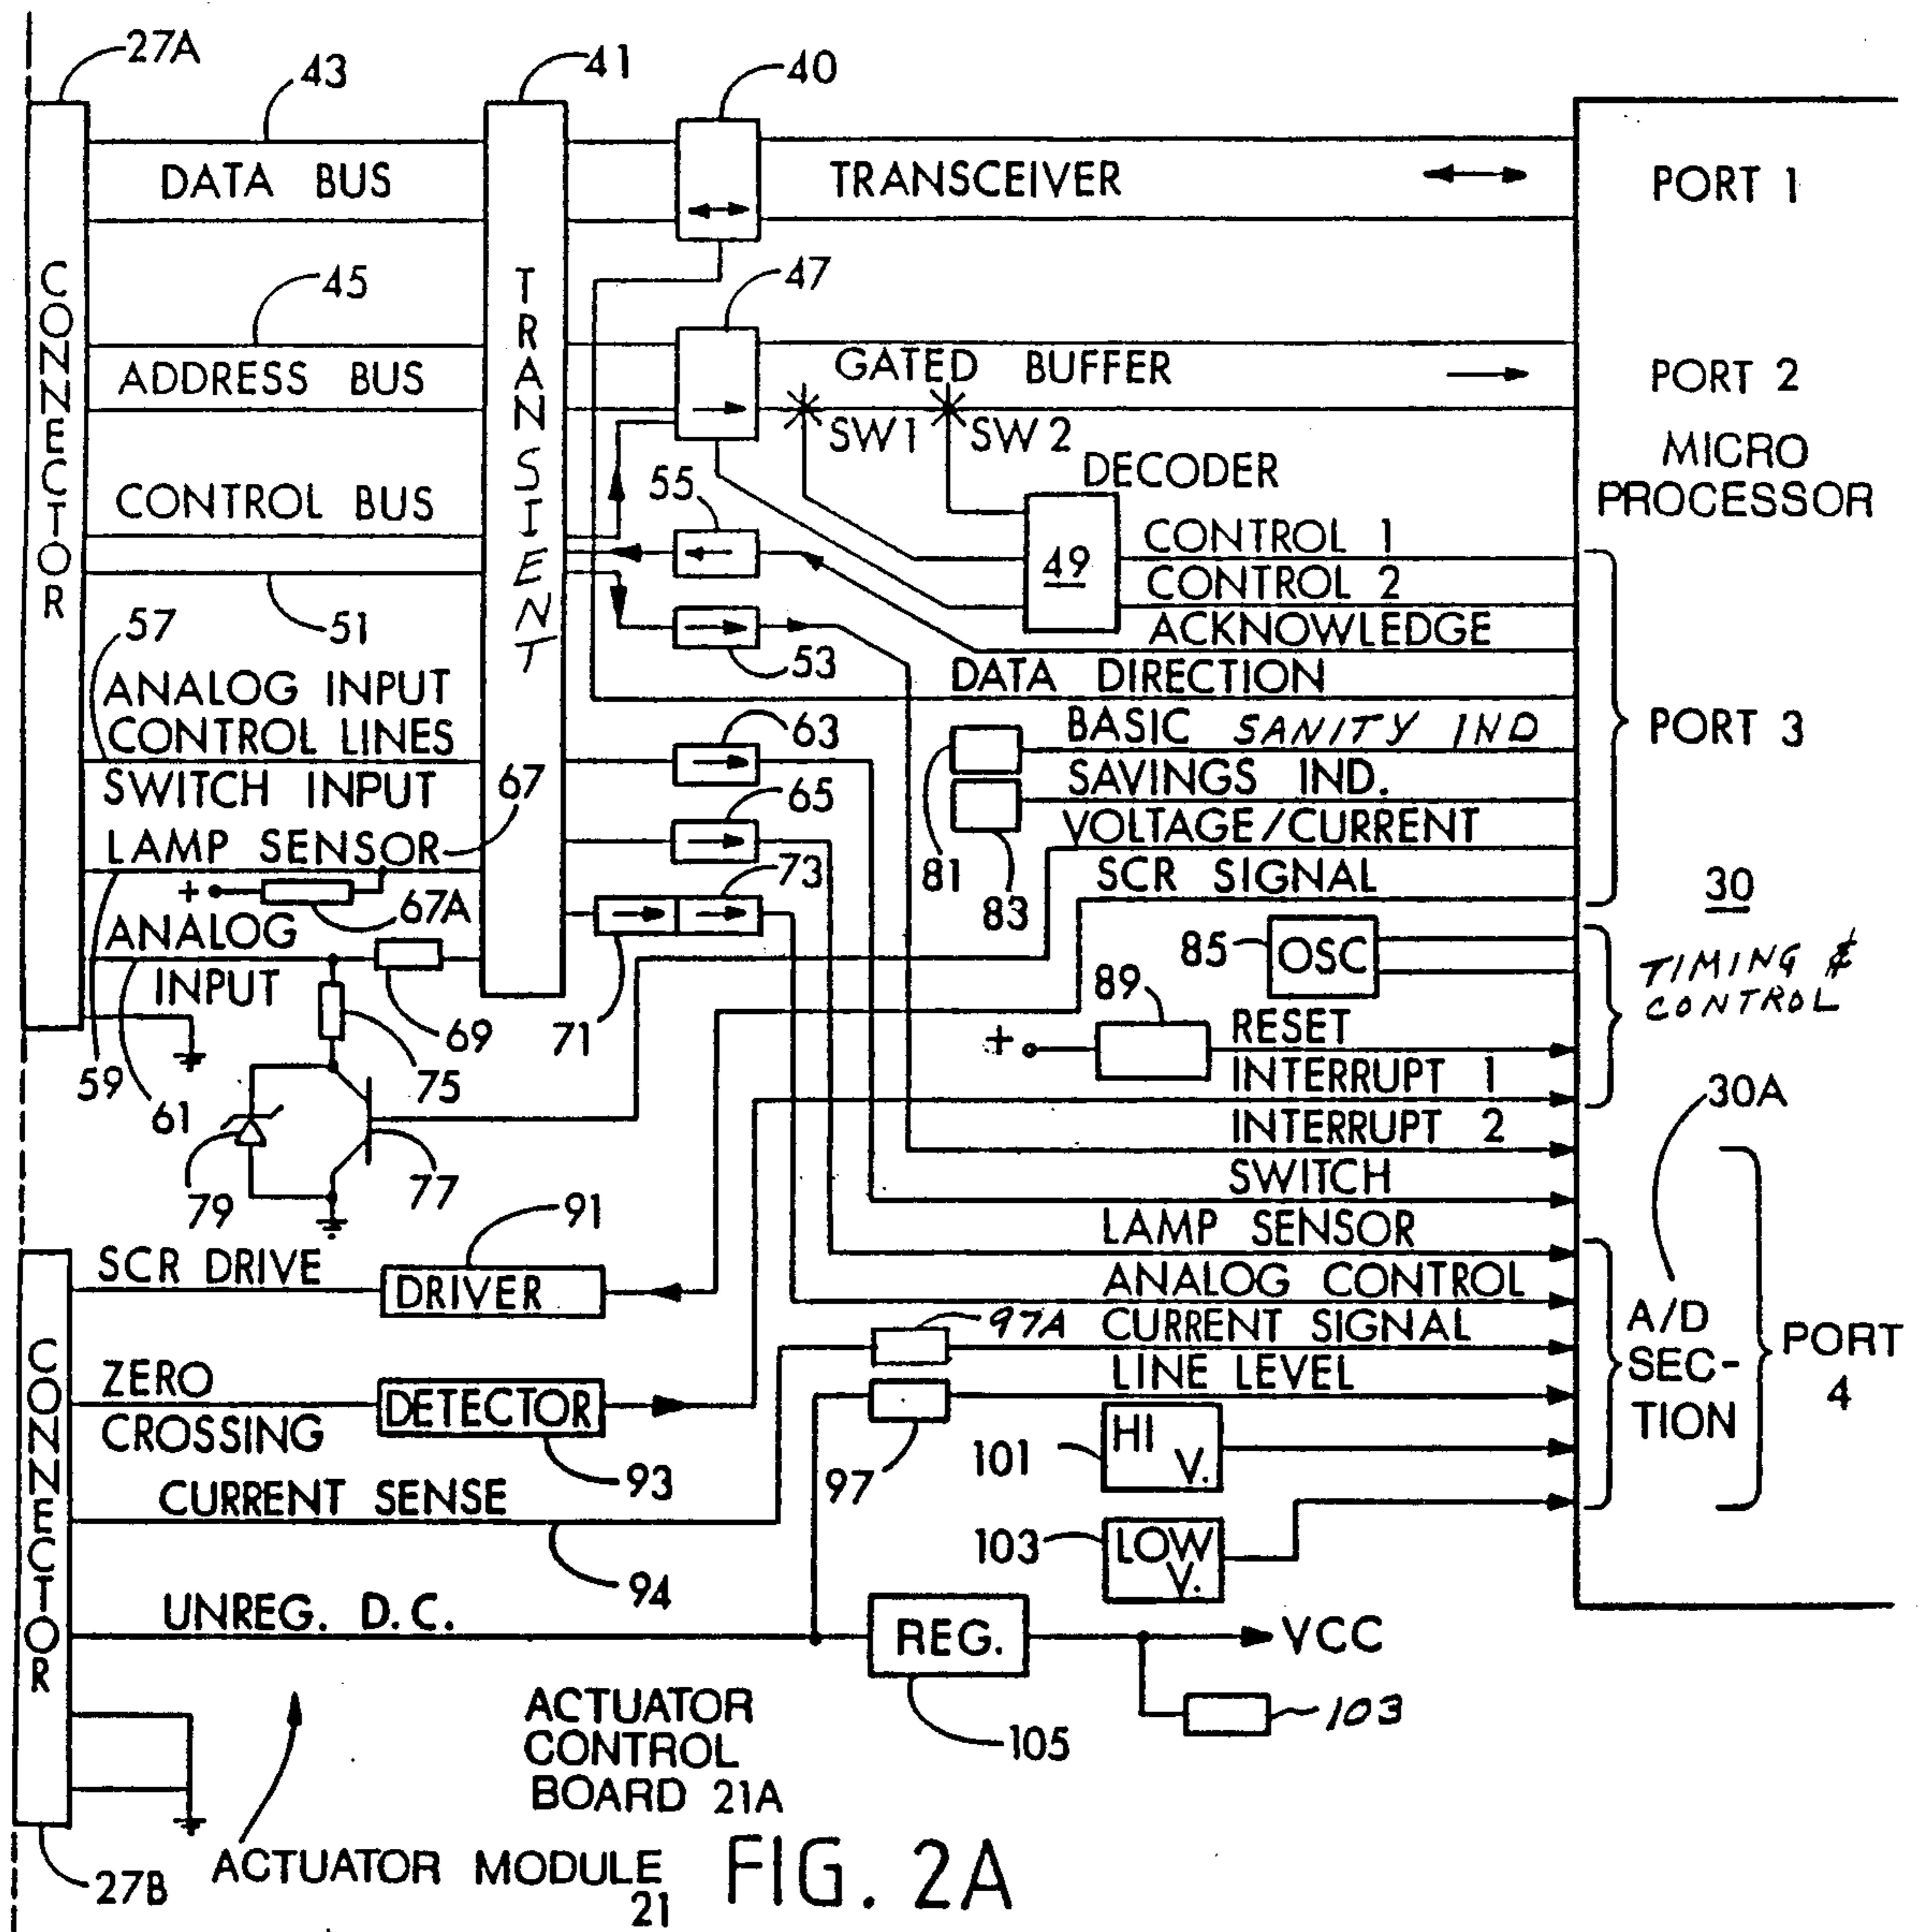 27A
43
41
40
DATA BUS
TRANSCEIVER
PORT 1
CONNECTOR
TRANSIENT
45
47
ADDRESS BUS
GATED BUFFER
PORT 2
SW1
SW2
MICRO
PROCESSOR
DECODER
55
CONTROL BUS
49
CONTROL 1
CONTROL 2
ACKNOWLEDGE
57
51
53
DATA DIRECTION
ANALOG INPUT
CONTROL LINES
63
BASIC SANITY IND
PORT 3
SWITCH INPUT
67
65
SAVINGS IND.
VOLTAGE/CURRENT
LAMP SENSOR
73
81
SCR SIGNAL
30
+
67A
83
ANALOG
INPUT
85
OSC
TIMING &
CONTROL
89
69
71
+
RESET
59
61
75
INTERRUPT 1
30A
INTERRUPT 2
79
77
SWITCH
91
LAMP SENSOR
SCR DRIVE
DRIVER
ANALOG CONTROL
97A
CURRENT SIGNAL
A/D
SEC-
TION
PORT
4
CONNECTOR
ZERO
CROSSING
DETECTOR
LINE LEVEL
93
97
101
HI
V.
CURRENT SENSE
94
103
LOW
V.
UNREG. D.C.
REG.
VCC
103
105
ACTUATOR
CONTROL
BOARD 21A
27B
ACTUATOR MODULE
21
FIG. 2A